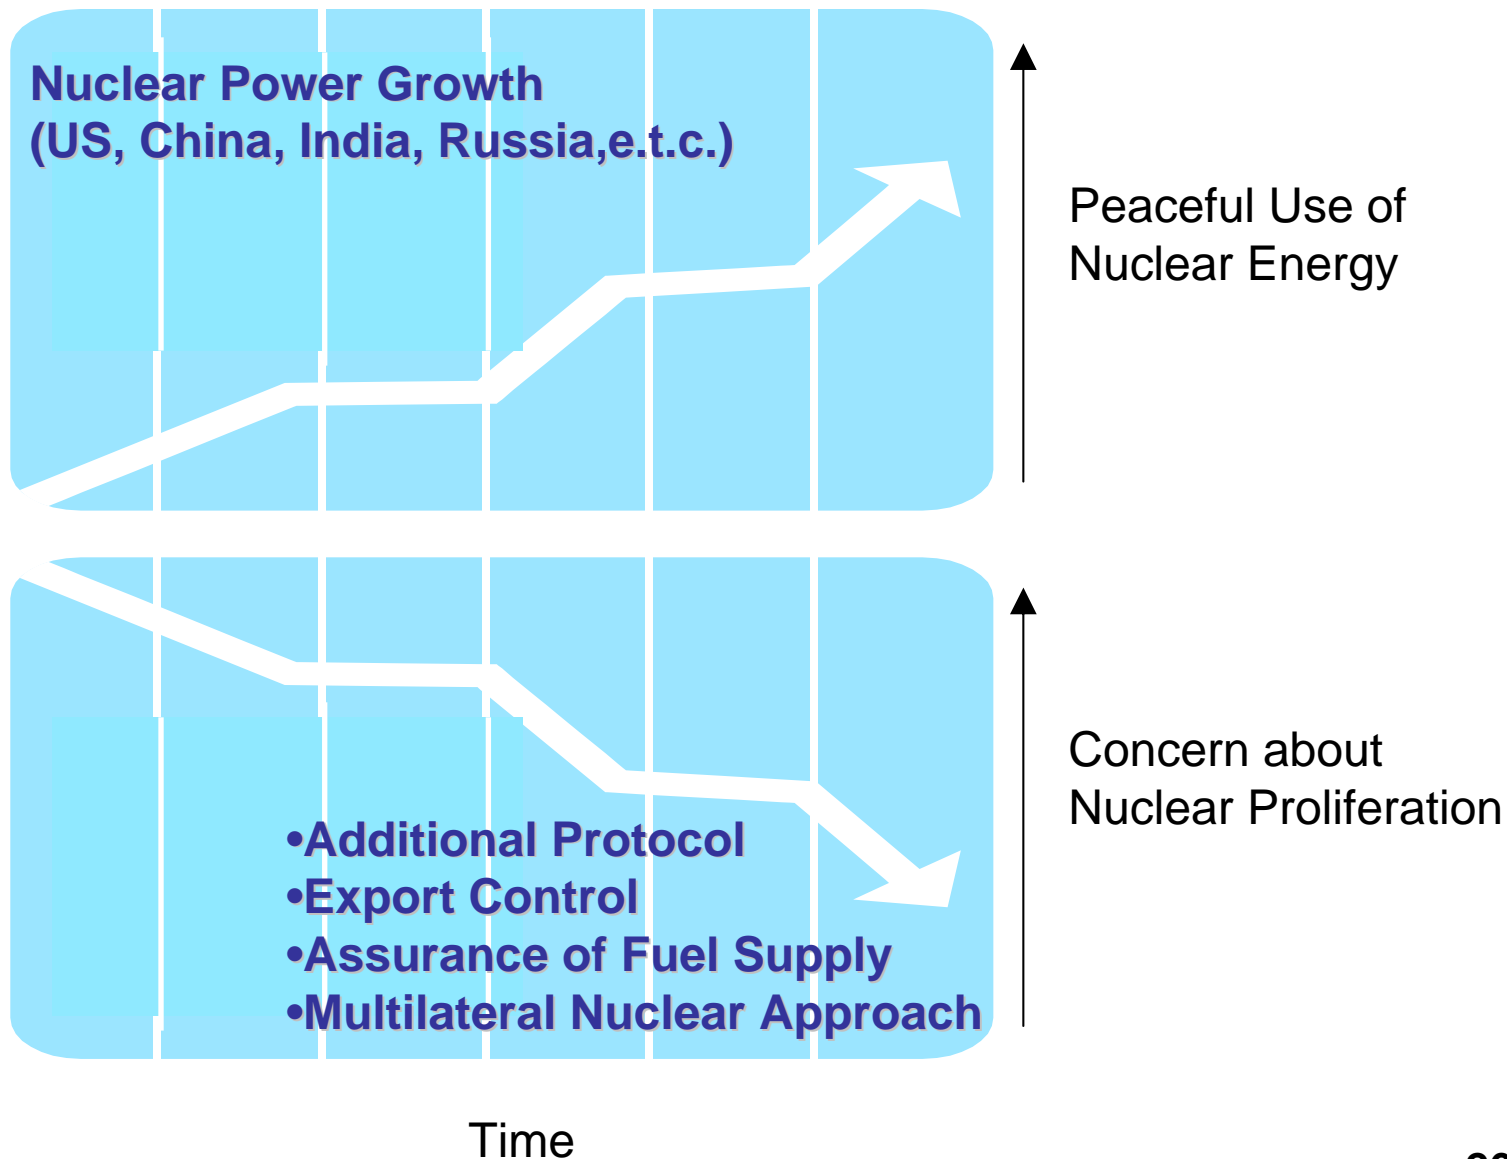 Nuclear Power Growth
(US, China, India, Russia,e.t.c.)
Peaceful Use of
Nuclear Energy
Concern about
Nuclear Proliferation
•Additional Protocol
•Export Control
•Assurance of Fuel Supply
•Multilateral Nuclear Approach
Time